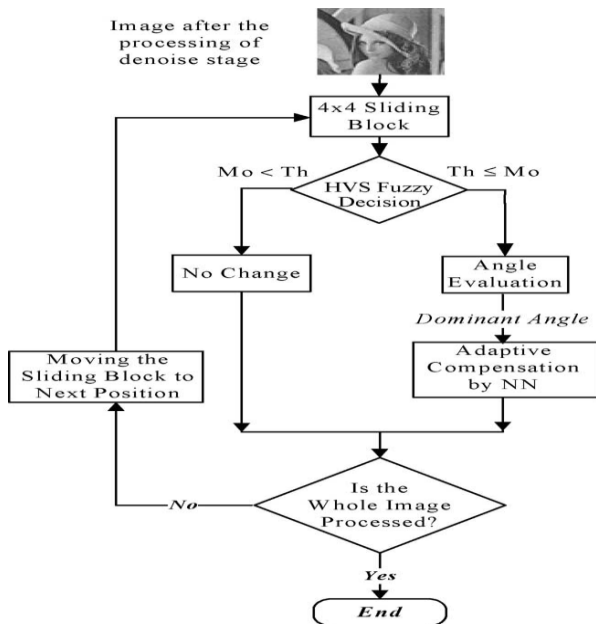 Image after the
processing of
denoise stage
4x4 Sliding
Block
Mo < Th
Th ≤ Mo
HVS Fuzzy
Decision
No Change
Angle
Evaluation
Dominant Angle
Moving the
Sliding Block to
Next Position
Adaptive
Compensation
by NN
Is the
Whole Image
Processed?
No
Yes
End